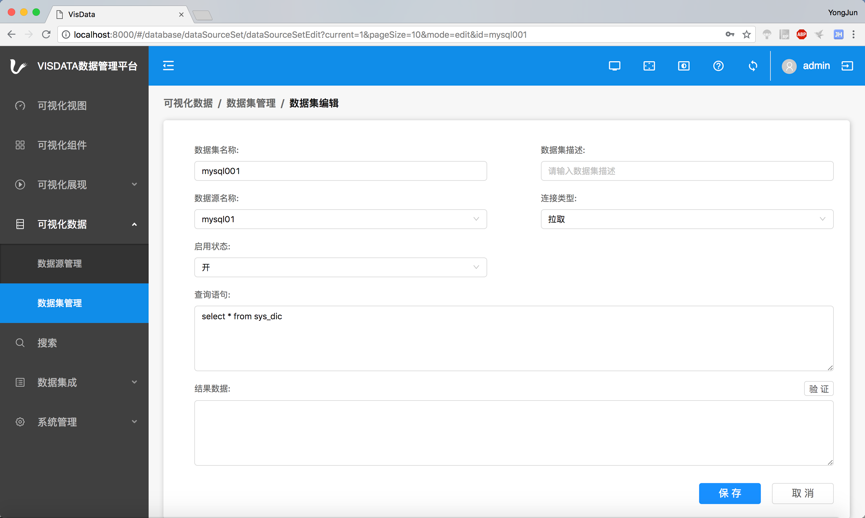 VisData
YongJun
localhost:8000/#/database/dataSourceSet/dataSourceSetEdit?current=1&pageSize=10&mode=edit&id=mysql001
ABP
JH
VISDATA数据管理平台
admin
可视化视图
可视化组件
可视化展现
可视化数据
数据源管理
数据集管理
搜索
数据集成
系统管理
可视化数据 / 数据集管理 / 数据集编辑
数据集名称:
数据集描述:
mysql001
请输入数据集描述
数据源名称:
连接类型:
mysql01
拉取
启用状态:
开
查询语句:
select * from sys_dic
结果数据:
验 证
保 存
取 消